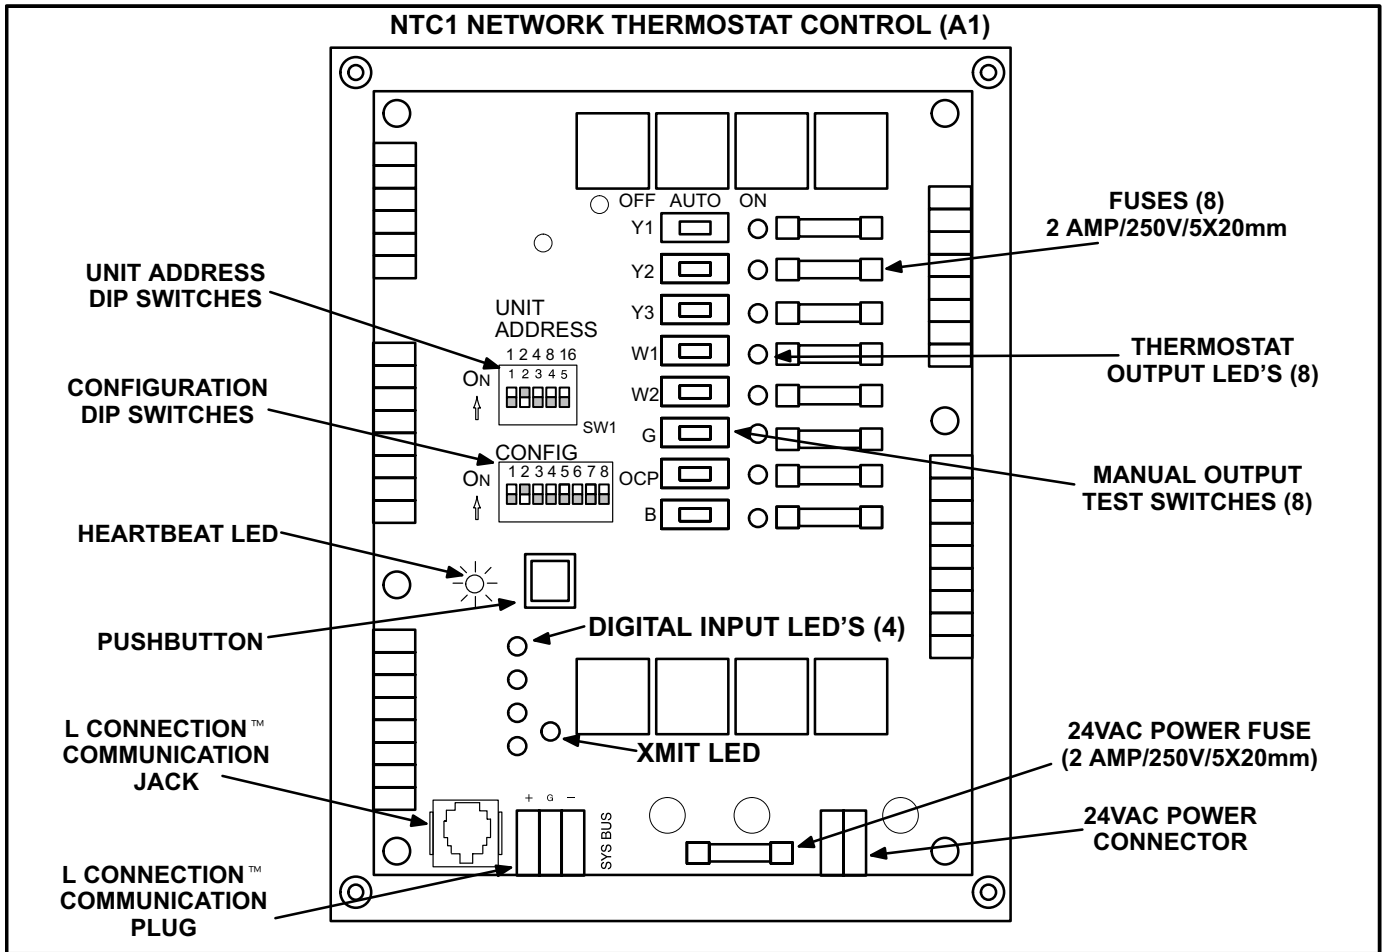 NTC1 NETWORK THERMOSTAT CONTROL (A1)
OFF AUTO ON
Y1
Y2
Y3
W1
W2
G
OCP
B
FUSES (8)
2 AMP/250V/5X20mm
THERMOSTAT
OUTPUT LED'S (8)
MANUAL OUTPUT
TEST SWITCHES (8)
UNIT ADDRESS
DIP SWITCHES
UNIT
ADDRESS
1 2 4 8 16
1 2 3 4 5
ON
SW1
CONFIGURATION
DIP SWITCHES
CONFIG
1 2 3 4 5 6 7 8
ON
HEARTBEAT LED
PUSHBUTTON
DIGITAL INPUT LED'S (4)
XMIT LED
L CONNECTION™
COMMUNICATION
JACK
+ G −
SYS BUS
L CONNECTION™
COMMUNICATION
PLUG
24VAC POWER FUSE
(2 AMP/250V/5X20mm)
24VAC POWER
CONNECTOR